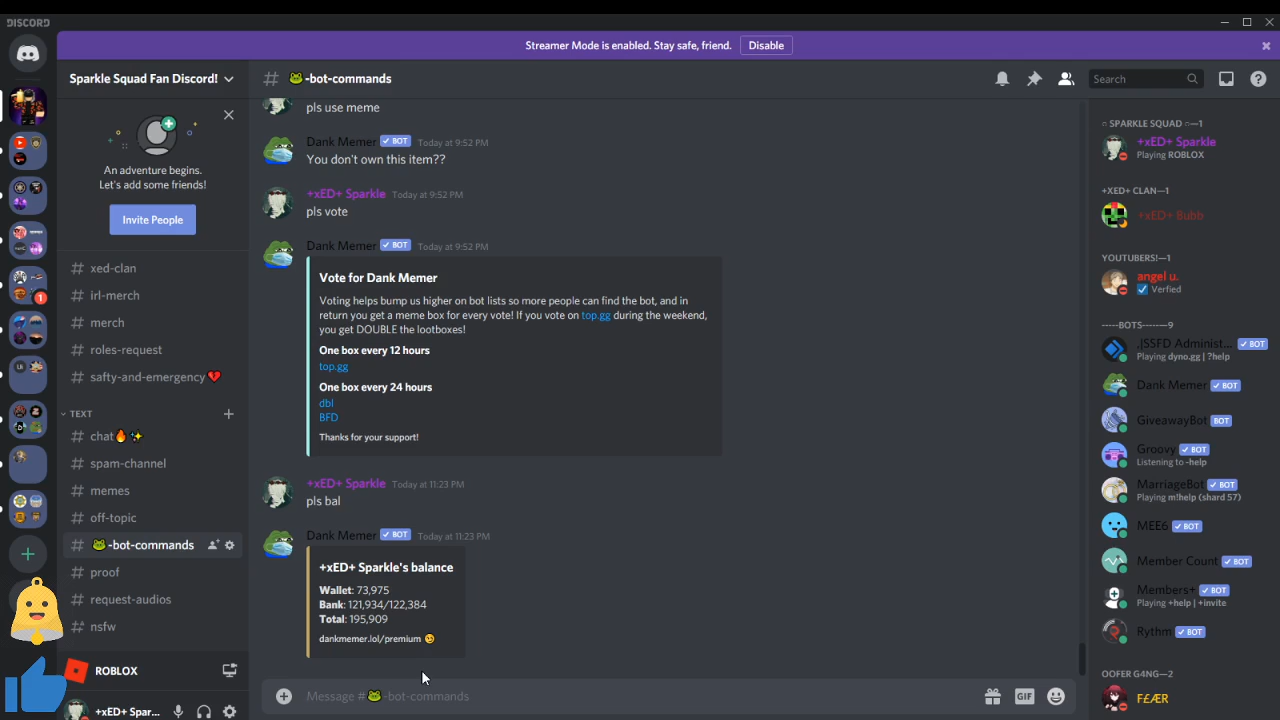 DISCORD
Streamer Mode is enabled. Stay safe, friend. Disable
Sparkle Squad Fan Discord!
An adventure begins.
Let's add some friends!
Invite People
# xed-clan
# irl-merch
# merch
# roles-request
# safty-and-emergency 💔
TEXT
# chat🔥 ✨
# spam-channel
# memes
# off-topic
# 🐸-bot-commands
# proof
# request-audios
# nsfw
1
ROBLOX
+xED+ Spar...
# 🐸-bot-commands
Search
pls use meme
Dank Memer ✓ BOT Today at 9:52 PM
You don't own this item??
+xED+ Sparkle Today at 9:52 PM
pls vote
Dank Memer ✓ BOT Today at 9:52 PM
Vote for Dank Memer
Voting helps bump us higher on bot lists so more people can find the bot, and in
return you get a meme box for every vote! If you vote on top.gg during the weekend,
you get DOUBLE the lootboxes!
One box every 12 hours
top.gg
One box every 24 hours
dbl
BFD
Thanks for your support!
+xED+ Sparkle Today at 11:23 PM
pls bal
Dank Memer ✓ BOT Today at 11:23 PM
+xED+ Sparkle's balance
Wallet: 73,975
Bank: 121,934/122,384
Total: 195,909
dankmemer.lol/premium 😏
Message #🐸-bot-commands
GIF
SPARKLE SQUAD —1
+xED+ Sparkle
Playing ROBLOX
+XED+ CLAN—1
+xED+ Bubb
YOUTUBERS!—1
angel u.
Verfied
-----BOTS-----—9
.|SSFD Administ... ✓ BOT
Playing dyno.gg | ?help
Dank Memer ✓ BOT
GiveawayBot BOT
Groovy ✓ BOT
Listening to -help
MarriageBot ✓ BOT
Playing m!help (shard 57)
MEE6 ✓ BOT
Member Count ✓ BOT
Members+ ✓ BOT
Playing +help | +invite
Rythm ✓ BOT
OOFER G4NG—2
F£ÆR